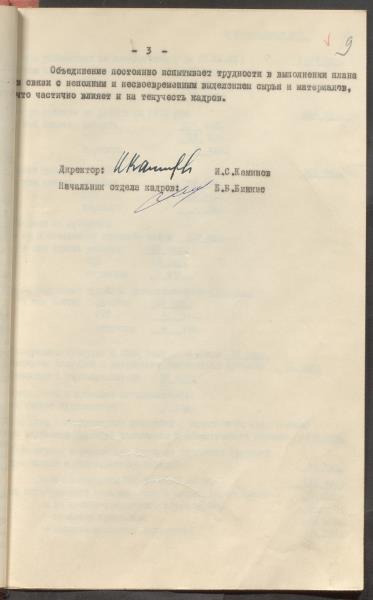 9
- 3 -
Объединение постоянно испытывает трудности в выполнении плана
в связи с неполным и несвоевременным выделением сырья и материалов,
что частично влияет и на текучесть кадров.
Директор: И.С.Каминов
Начальник отдела кадров: